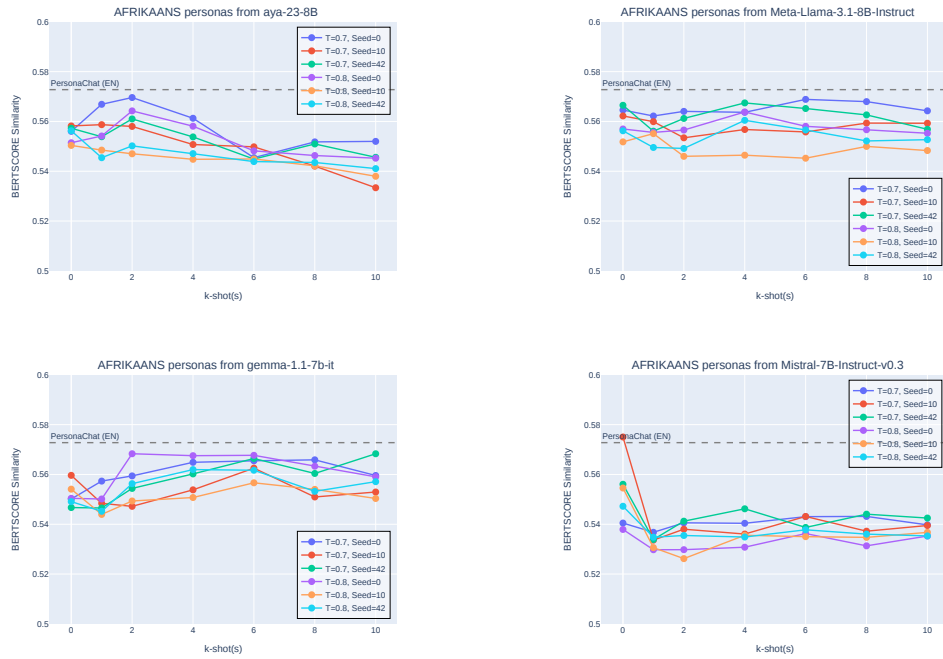 AFRIKAANS personas from aya-23-8B
0.6
0.58
0.56
0.54
0.52
0.5
BERTSCORE Similarity
PersonaChat (EN)
T=0.7, Seed=0
T=0.7, Seed=10
T=0.7, Seed=42
T=0.8, Seed=0
T=0.8, Seed=10
T=0.8, Seed=42
0 2 4 6 8 10
k-shot(s)
AFRIKAANS personas from Meta-Llama-3.1-8B-Instruct
0.6
0.58
0.56
0.54
0.52
0.5
BERTSCORE Similarity
PersonaChat (EN)
T=0.7, Seed=0
T=0.7, Seed=10
T=0.7, Seed=42
T=0.8, Seed=0
T=0.8, Seed=10
T=0.8, Seed=42
0 2 4 6 8 10
k-shot(s)
AFRIKAANS personas from gemma-1.1-7b-it
0.6
0.58
0.56
0.54
0.52
0.5
BERTSCORE Similarity
PersonaChat (EN)
T=0.7, Seed=0
T=0.7, Seed=10
T=0.7, Seed=42
T=0.8, Seed=0
T=0.8, Seed=10
T=0.8, Seed=42
0 2 4 6 8 10
k-shot(s)
AFRIKAANS personas from Mistral-7B-Instruct-v0.3
0.6
0.58
0.56
0.54
0.52
0.5
BERTSCORE Similarity
PersonaChat (EN)
T=0.7, Seed=0
T=0.7, Seed=10
T=0.7, Seed=42
T=0.8, Seed=0
T=0.8, Seed=10
T=0.8, Seed=42
0 2 4 6 8 10
k-shot(s)